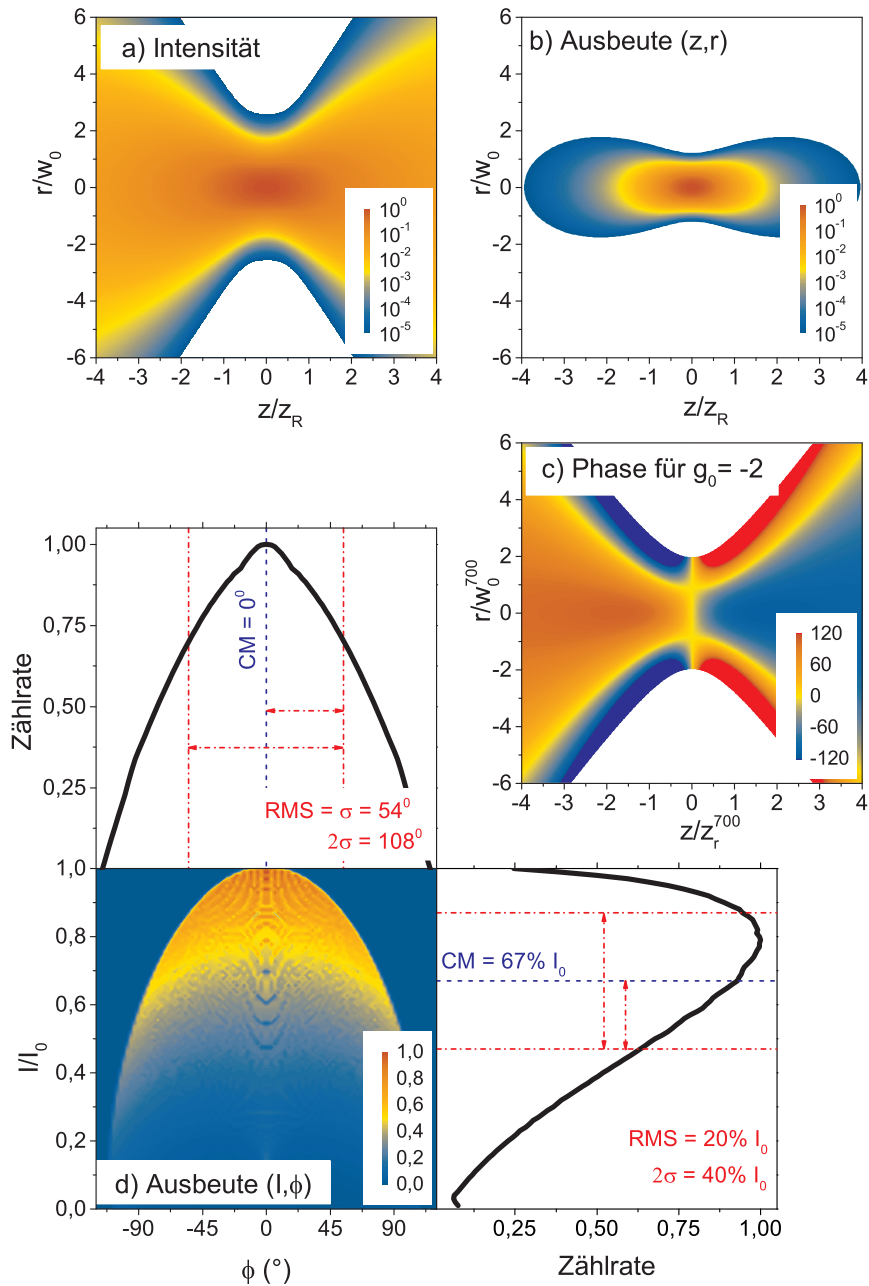 a) Intensität
6
4
2
0
-2
-4
-6
r/w0
10^0
10^-1
10^-2
10^-3
10^-4
10^-5
-4 -3 -2 -1 0 1 2 3 4
z/zR
b) Ausbeute (z,r)
6
4
2
0
-2
-4
-6
r/w0
10^0
10^-1
10^-2
10^-3
10^-4
10^-5
-4 -3 -2 -1 0 1 2 3 4
z/zR
c) Phase für g0= -2
6
4
2
0
-2
-4
-6
r/w0^700
120
60
0
-60
-120
-4 -3 -2 -1 0 1 2 3 4
z/zr^700
1,00
0,75
0,50
0,25
Zählrate
CM = 0^0
RMS = σ = 54^0
2σ = 108^0
1,0
0,8
0,6
0,4
0,2
0,0
I/I0
1,0
0,8
0,6
0,4
0,2
0,0
d) Ausbeute (I,ϕ)
-90 -45 0 45 90
ϕ (°)
CM = 67% I0
RMS = 20% I0
2σ = 40% I0
0,25 0,50 0,75 1,00
Zählrate